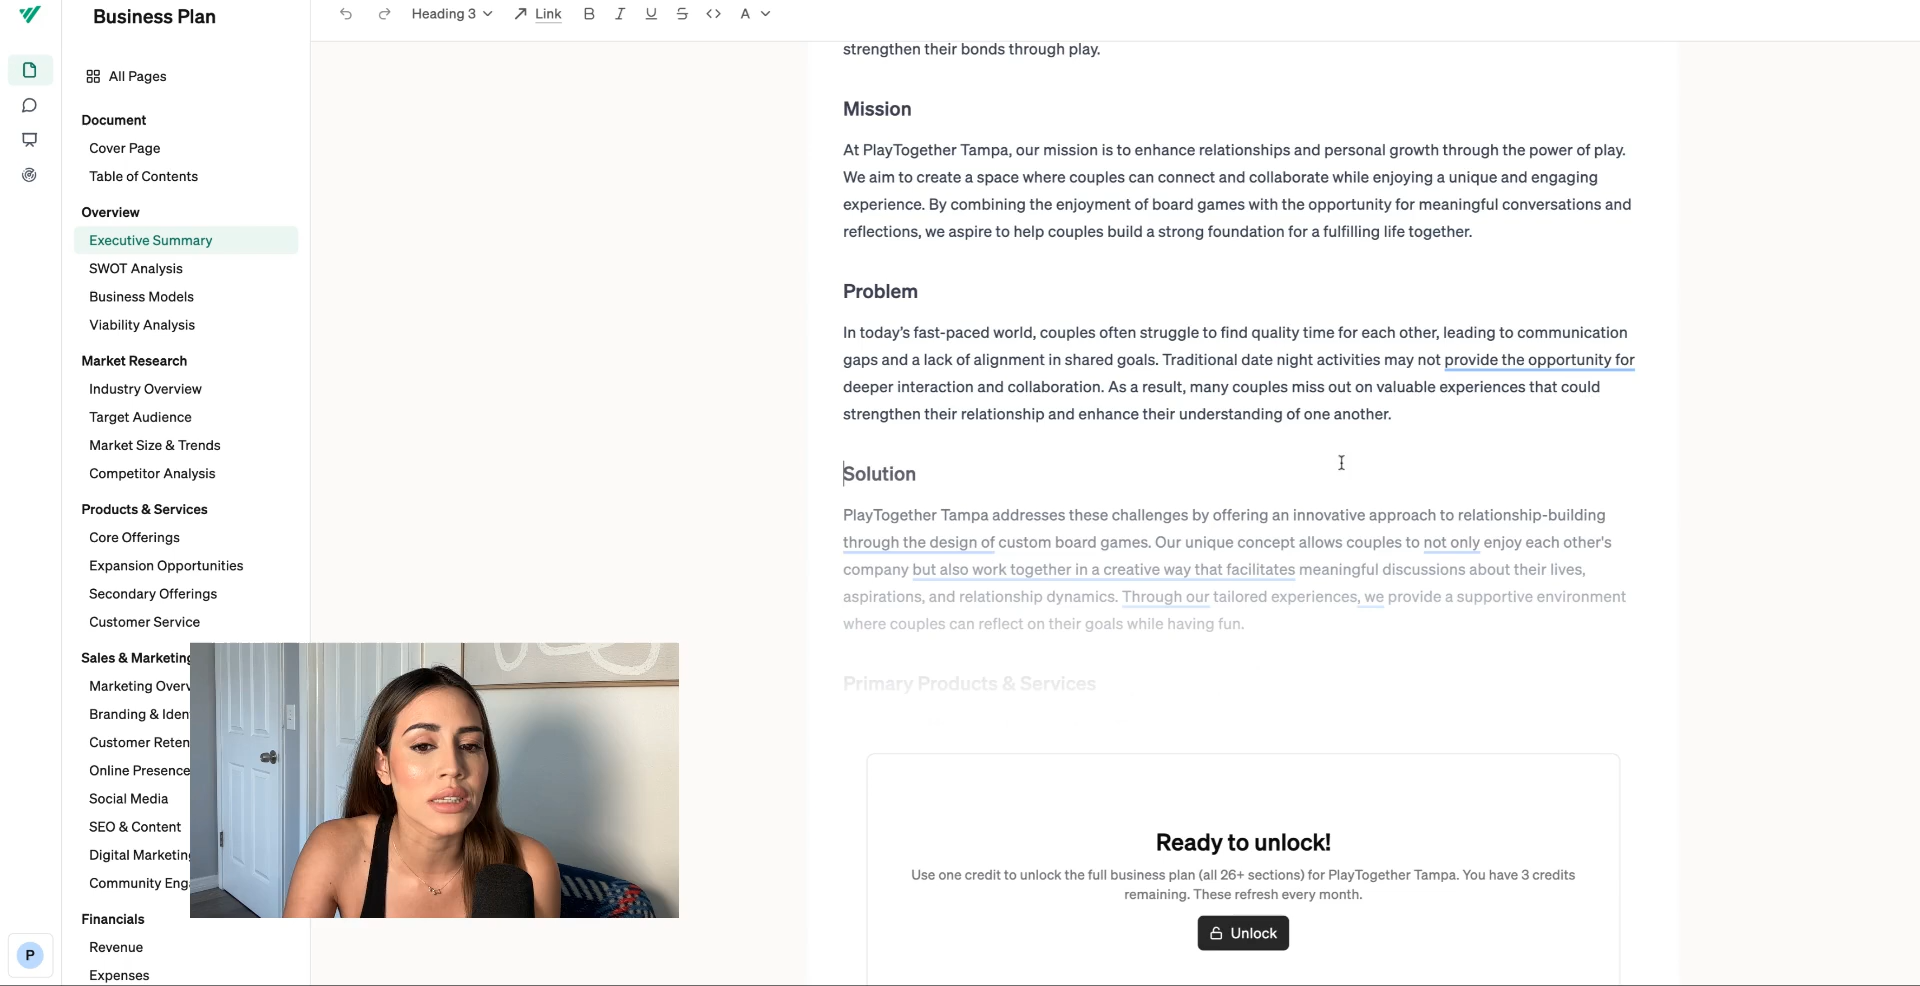 Business Plan
All Pages
Document
Cover Page
Table of Contents
Overview
Executive Summary
SWOT Analysis
Business Models
Viability Analysis
Market Research
Industry Overview
Target Audience
Market Size & Trends
Competitor Analysis
Products & Services
Core Offerings
Expansion Opportunities
Secondary Offerings
Customer Service
Sales & Marketing
Marketing Overv
Branding & Iden
Customer Reten
Online Presence
Social Media
SEO & Content
Digital Marketing
Community Eng
Financials
Revenue
Expenses
P
Heading 3
Link
B
I
U
S
<>
A
strengthen their bonds through play.
Mission
At PlayTogether Tampa, our mission is to enhance relationships and personal growth through the power of play.
We aim to create a space where couples can connect and collaborate while enjoying a unique and engaging
experience. By combining the enjoyment of board games with the opportunity for meaningful conversations and
reflections, we aspire to help couples build a strong foundation for a fulfilling life together.
Problem
In today's fast-paced world, couples often struggle to find quality time for each other, leading to communication
gaps and a lack of alignment in shared goals. Traditional date night activities may not provide the opportunity for
deeper interaction and collaboration. As a result, many couples miss out on valuable experiences that could
strengthen their relationship and enhance their understanding of one another.
Solution
PlayTogether Tampa addresses these challenges by offering an innovative approach to relationship-building
through the design of custom board games. Our unique concept allows couples to not only enjoy each other's
company but also work together in a creative way that facilitates meaningful discussions about their lives,
aspirations, and relationship dynamics. Through our tailored experiences, we provide a supportive environment
where couples can reflect on their goals while having fun.
Primary Products & Services
Ready to unlock!
Use one credit to unlock the full business plan (all 26+ sections) for PlayTogether Tampa. You have 3 credits
remaining. These refresh every month.
Unlock